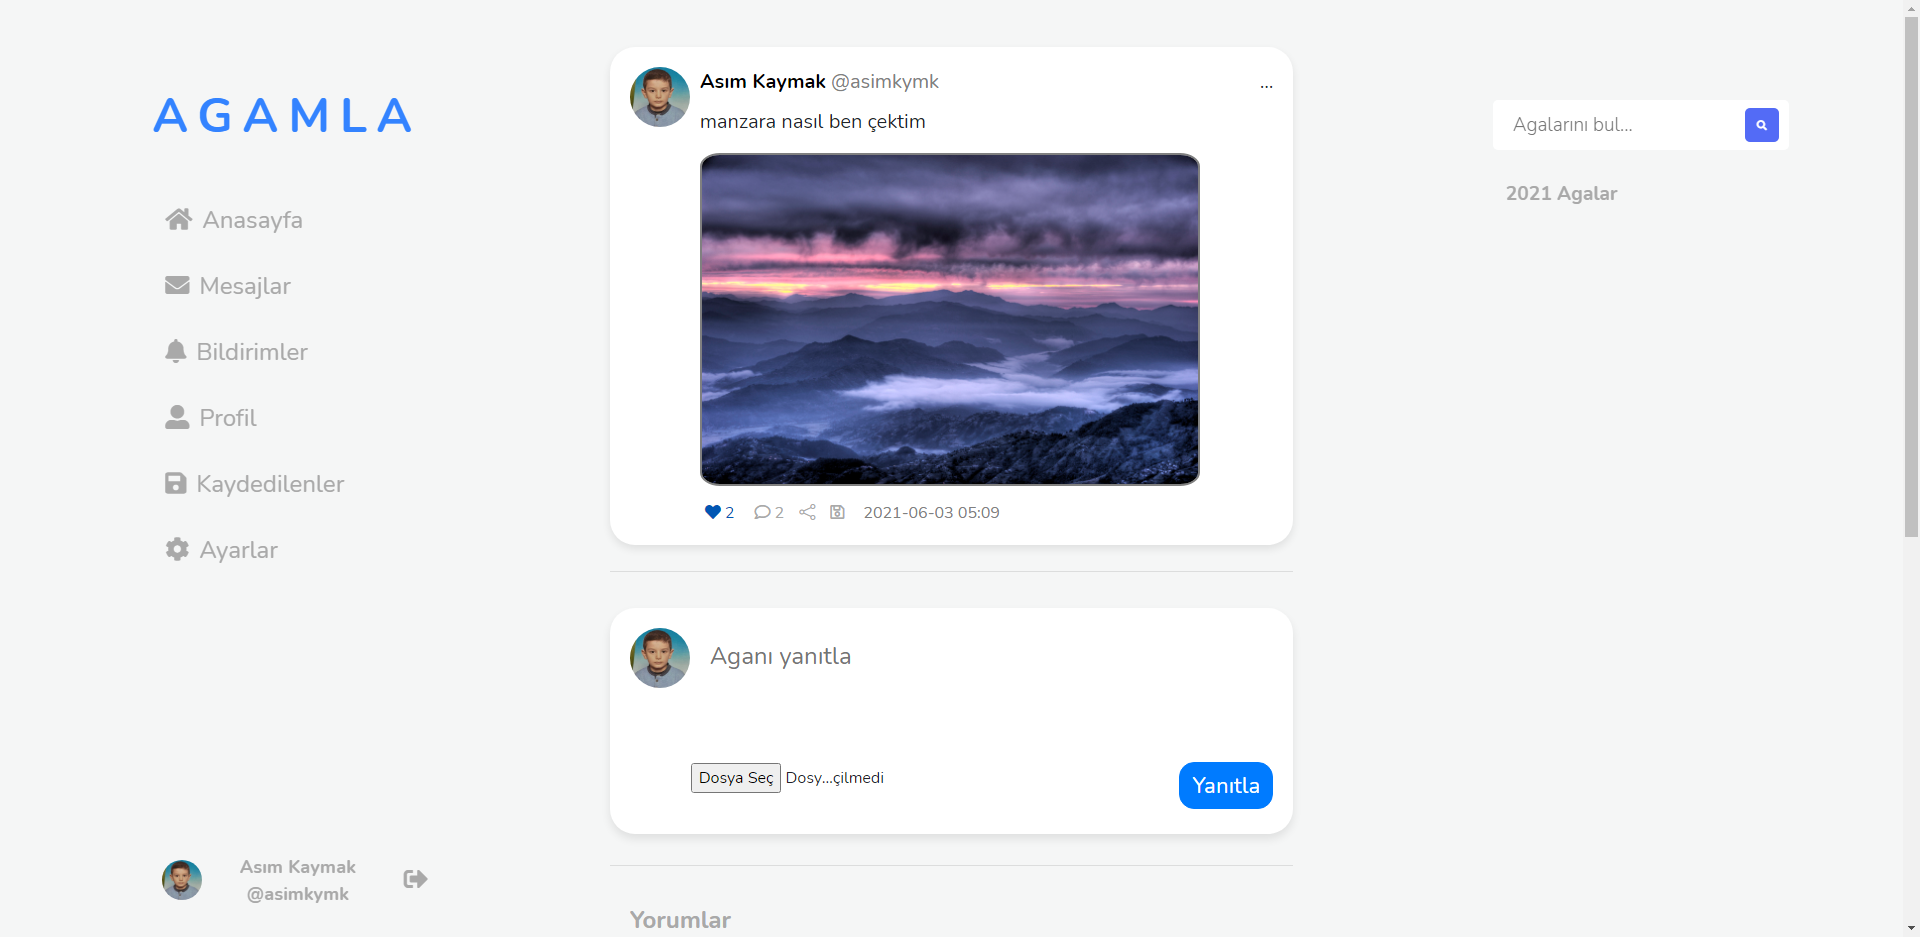 AGAMLA
Anasayfa
Mesajlar
Bildirimler
Profil
Kaydedilenler
Ayarlar
Asım Kaymak
@asimkymk
Asım Kaymak @asimkymk
...
manzara nasıl ben çektim
2 2 2021-06-03 05:09
Aganı yanıtla
Dosya Seç Dosy...çilmedi
Yanıtla
Yorumlar
Agalarını bul...
2021 Agalar